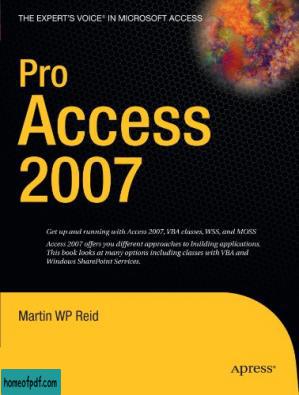 THE EXPERT'S VOICE® IN MICROSOFT ACCESS
Pro
Access
2007
Get up and running with Access 2007, VBA classes, WSS, and MOSS
Access 2007 offers you different approaches to building applications.
This book looks at many options including classes with VBA and
Windows SharePoint Services.
Martin WP Reid
Apress®
homeofpdf.com